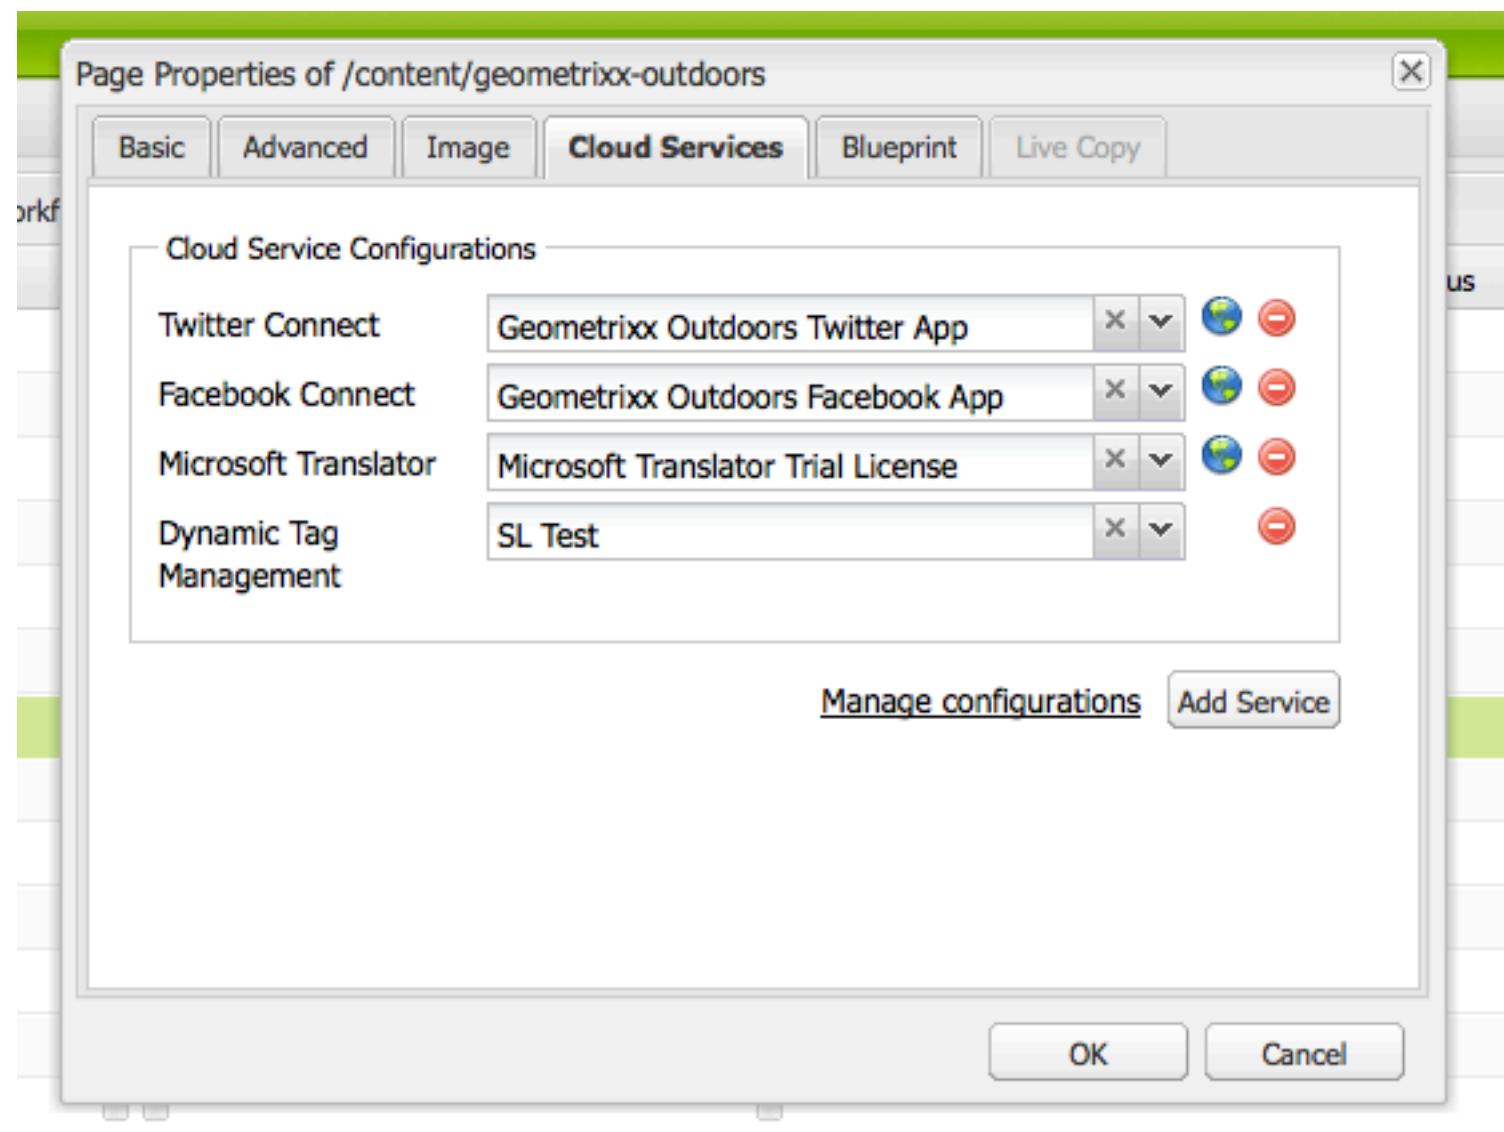 Page Properties of /content/geometrixx-outdoors
Basic Advanced Image Cloud Services Blueprint Live Copy
orkf
Cloud Service Configurations
us
Twitter Connect Geometrixx Outdoors Twitter App
Facebook Connect Geometrixx Outdoors Facebook App
Microsoft Translator Microsoft Translator Trial License
Dynamic Tag SL Test
Management
Manage configurations Add Service
OK Cancel